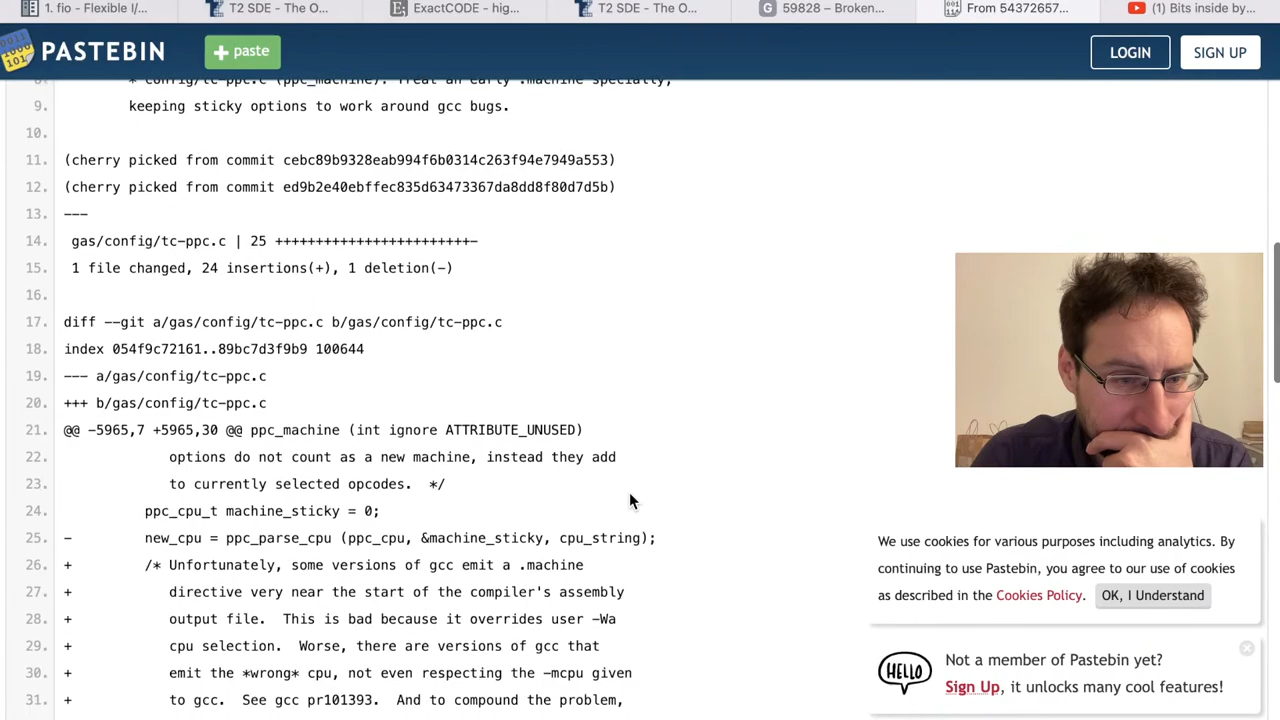 1. fio - Flexible I/...
T2 SDE - The O...
ExactCODE - hig...
T2 SDE - The O...
59828 – Broken...
From 54372657...
(1) Bits inside by...
PASTEBIN
+ paste
LOGIN
SIGN UP
8. * config/tc-ppc.c (ppc_machine): Treat an early .machine specially,
9. keeping sticky options to work around gcc bugs.
10.
11. (cherry picked from commit cebc89b9328eab994f6b0314c263f94e7949a553)
12. (cherry picked from commit ed9b2e40ebffec835d63473367da8dd8f80d7d5b)
13. ---
14. gas/config/tc-ppc.c | 25 ++++++++++++++++++++++++-
15. 1 file changed, 24 insertions(+), 1 deletion(-)
16.
17. diff --git a/gas/config/tc-ppc.c b/gas/config/tc-ppc.c
18. index 054f9c72161..89bc7d3f9b9 100644
19. --- a/gas/config/tc-ppc.c
20. +++ b/gas/config/tc-ppc.c
21. @@ -5965,7 +5965,30 @@ ppc_machine (int ignore ATTRIBUTE_UNUSED)
22. options do not count as a new machine, instead they add
23. to currently selected opcodes. */
24. ppc_cpu_t machine_sticky = 0;
25. - new_cpu = ppc_parse_cpu (ppc_cpu, &machine_sticky, cpu_string);
26. + /* Unfortunately, some versions of gcc emit a .machine
27. + directive very near the start of the compiler's assembly
28. + output file. This is bad because it overrides user -Wa
29. + cpu selection. Worse, there are versions of gcc that
30. + emit the *wrong* cpu, not even respecting the -mcpu given
31. + to gcc. See gcc pr101393. And to compound the problem,
We use cookies for various purposes including analytics. By
continuing to use Pastebin, you agree to our use of cookies
as described in the Cookies Policy. OK, I Understand
HELLO
Not a member of Pastebin yet?
Sign Up, it unlocks many cool features!